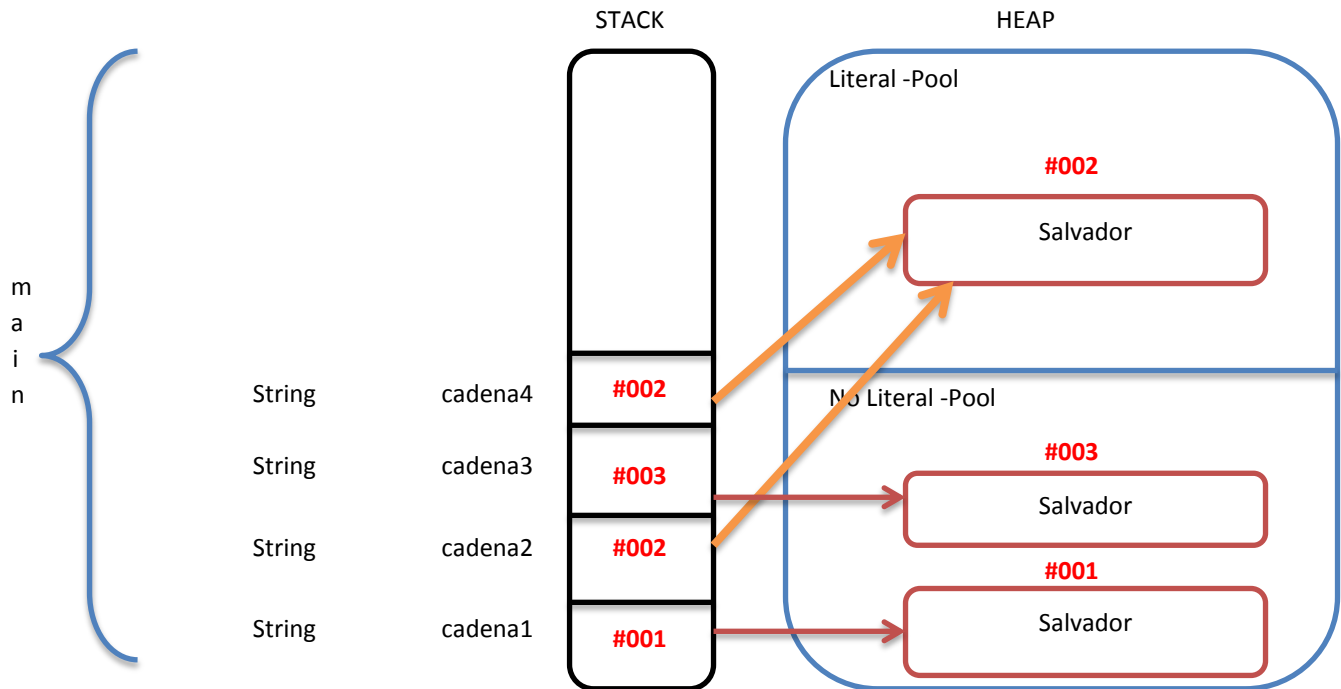 STACK HEAP
Literal -Pool
#002
Salvador
m
a
i
n
String cadena4 #002
No Literal -Pool
#003
String cadena3 #003
Salvador
String cadena2 #002
#001
String cadena1 #001
Salvador